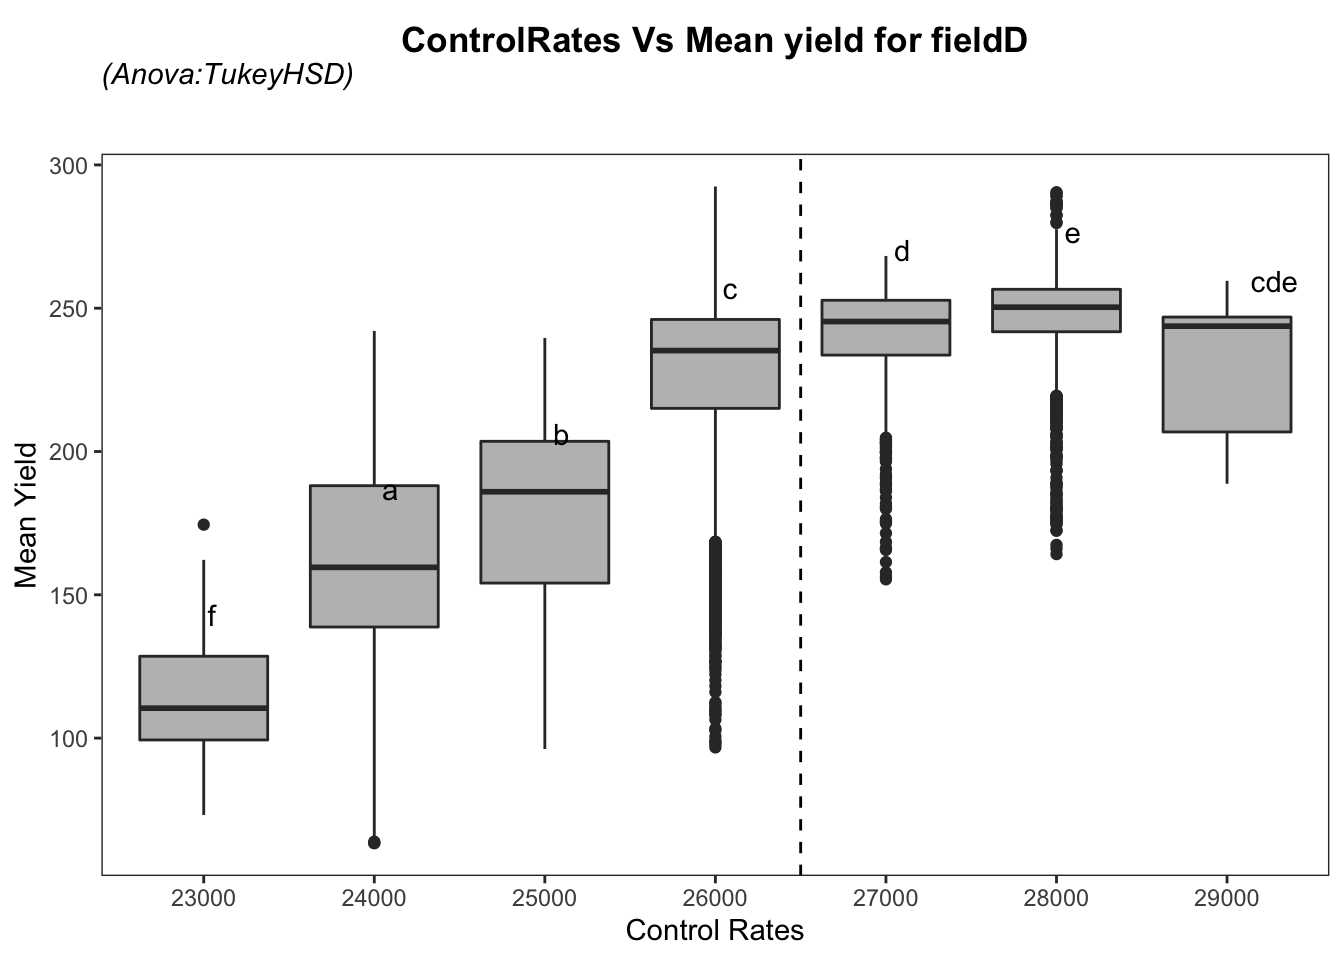 ControlRates Vs Mean yield for fieldD
(Anova:TukeyHSD)
300
250
200
150
100
Mean Yield
f
a
b
c
d
e
cde
23000 24000 25000 26000 27000 28000 29000
Control Rates